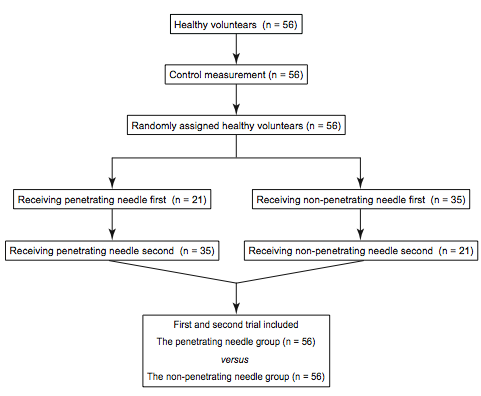 Healthy voluntears (n = 56)
Control measurement (n = 56)
Randomly assigned healthy voluntears (n = 56)
Receiving penetrating needle first (n = 21)
Receiving non-penetrating needle first (n = 35)
Receiving penetrating needle second (n = 35)
Receiving non-penetrating needle second (n = 21)
First and second trial included
The penetrating needle group (n = 56)
versus
The non-penetrating needle group (n = 56)